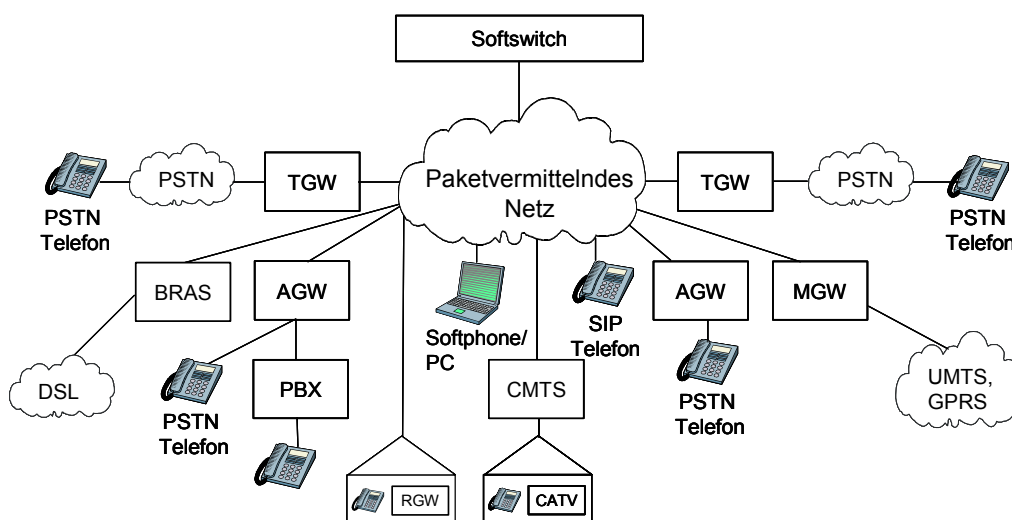 Softswitch
Paketvermittelndes
Netz
PSTN
TGW
TGW
PSTN
PSTN
Telefon
PSTN
Telefon
BRAS
AGW
Softphone/
PC
SIP
Telefon
AGW
MGW
DSL
PSTN
Telefon
PBX
CMTS
PSTN
Telefon
UMTS,
GPRS
RGW
CATV